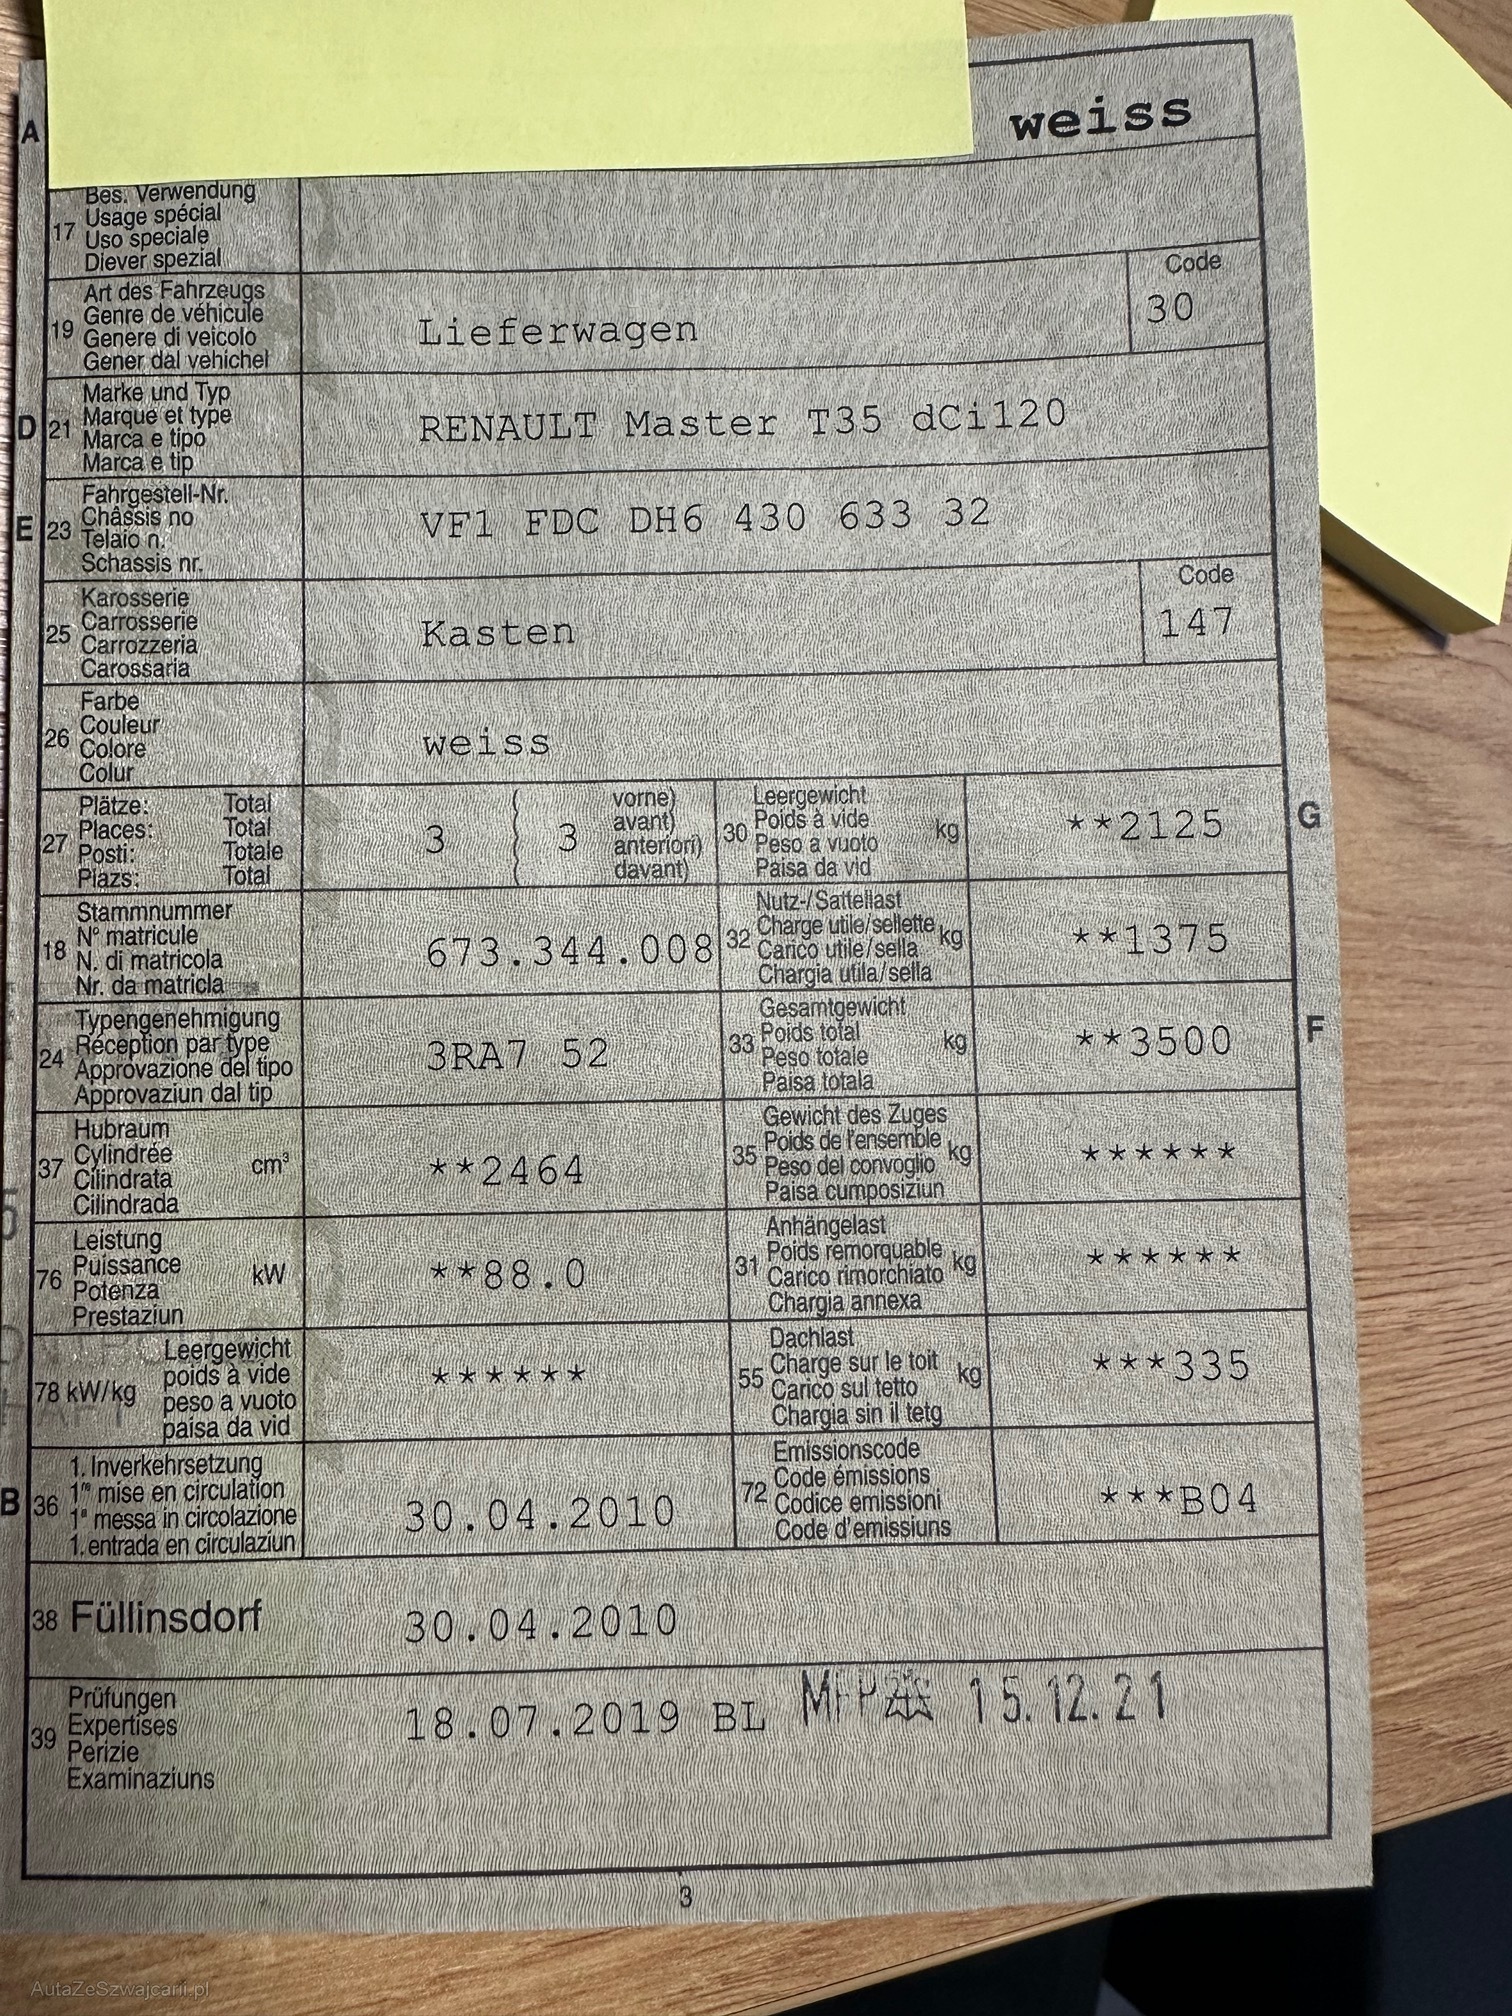 A
weiss
17 Bes. Verwendung
Usage spécial
Uso speciale
Diever spezial
19 Art des Fahrzeugs
Genre de véhicule
Genere di veicolo
Gener dal vehichel
Lieferwagen
Code
30
D 21 Marke und Typ
Marque et type
Marca e tipo
Marca e tip
RENAULT Master T35 dCi120
E 23 Fahrgestell-Nr.
Châssis no
Telaio n.
Schassis nr.
VF1 FDC DH6 430 633 32
25 Karosserie
Carrosserie
Carrozzeria
Carossaria
Kasten
Code
147
26 Farbe
Couleur
Colore
Colur
weiss
27 Plätze: Total
Places: Total
Posti: Totale
Plazs: Total
3 { 3 vorne)
avant)
anteriori)
davant)
30 Leergewicht
Poids à vide
Peso a vuoto
Paisa da vid
kg
**2125
G
18 Stammnummer
N° matricule
N. di matricola
Nr. da matricla
673.344.008
32 Nutz-/Sattellast
Charge utile/sellette
Carico utile/sella
Chargia utila/sella
kg
**1375
24 Typengenehmigung
Réception par type
Approvazione del tipo
Approvaziun dal tip
3RA7 52
33 Gesamtgewicht
Poids total
Peso totale
Paisa totala
kg
**3500
F
37 Hubraum
Cylindrée
Cilindrata
Cilindrada
cm³
**2464
35 Gewicht des Zuges
Poids de l'ensemble
Peso del convoglio
Paisa cumposiziun
kg
******
76 Leistung
Puissance
Potenza
Prestaziun
kW
**88.0
31 Anhängelast
Poids remorquable
Carico rimorchiato
Chargia annexa
kg
******
78 kW/kg
Leergewicht
poids à vide
peso a vuoto
paisa da vid
******
55 Dachlast
Charge sur le toit
Carico sul tetto
Chargia sin il tetg
kg
***335
B 36 1. Inverkehrsetzung
1re mise en circulation
1a messa in circolazione
1. entrada en circulaziun
30.04.2010
72 Emissionscode
Code émissions
Codice emissioni
Code d'emissiuns
***B04
38 Füllinsdorf
30.04.2010
39 Prüfungen
Expertises
Perizie
Examinaziuns
18.07.2019 BL
15.12.21
3
AutaZeSzwajcarii.pl